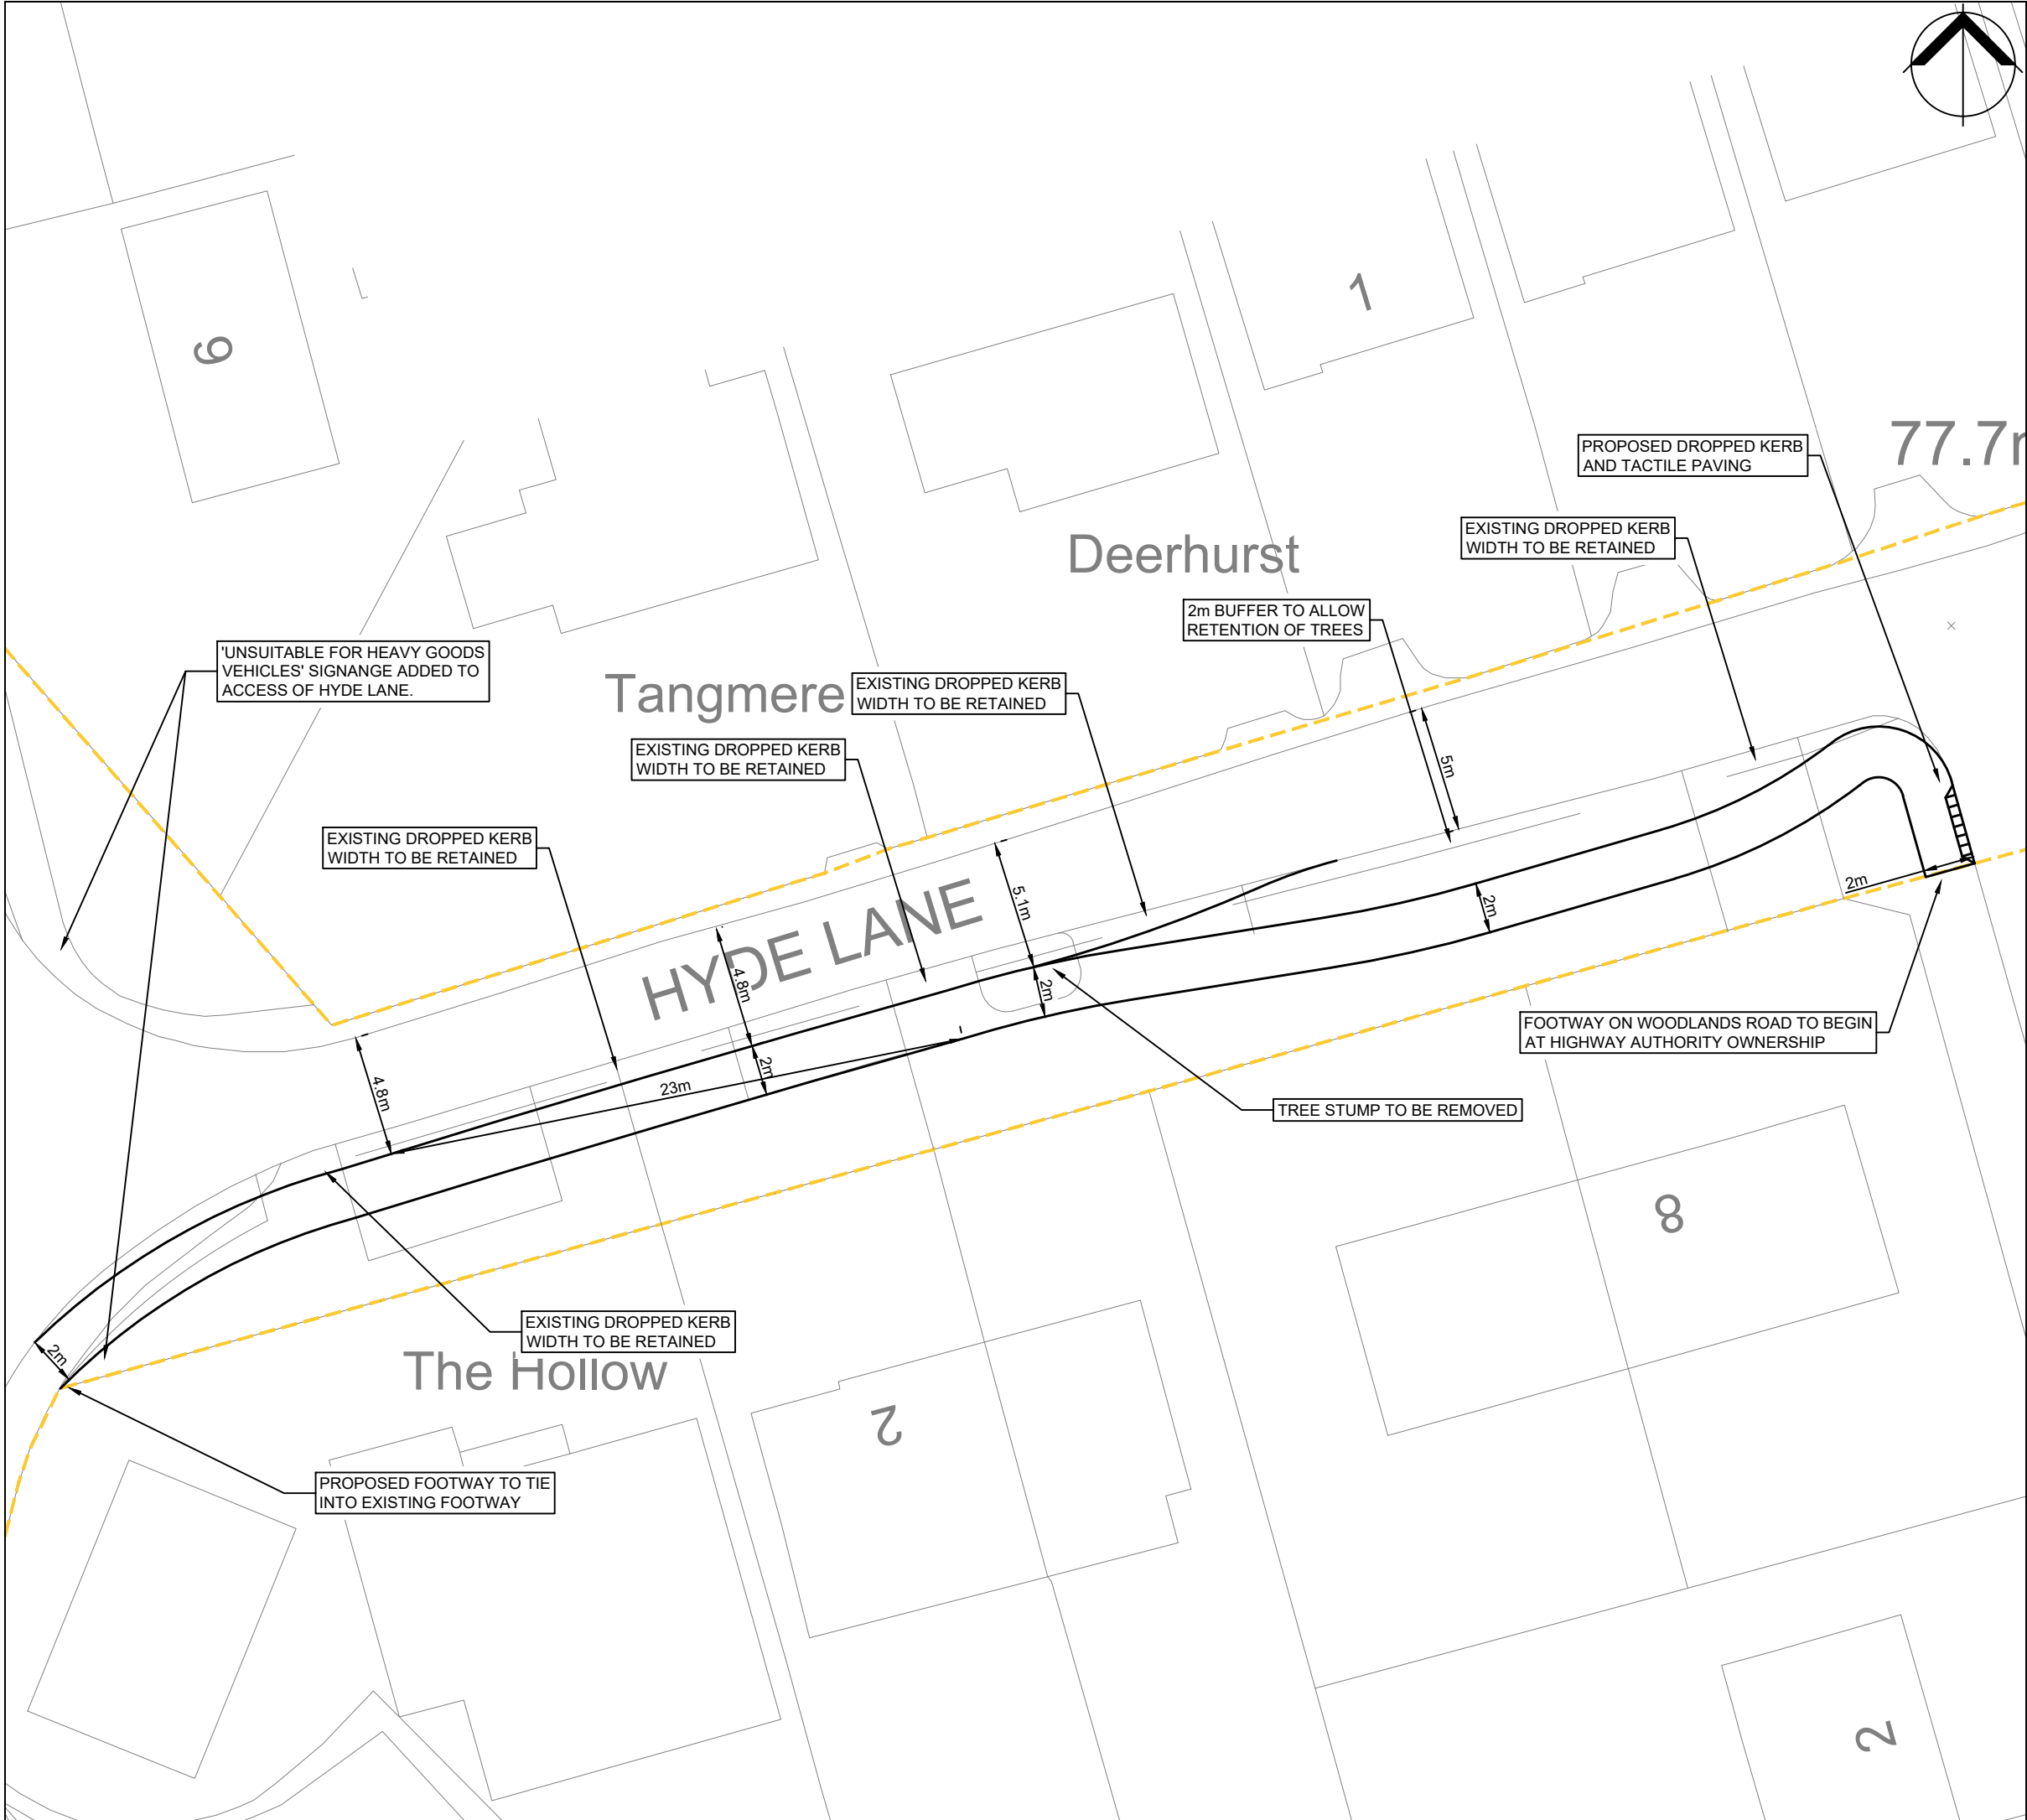 9
1
77.7
PROPOSED DROPPED KERB
AND TACTILE PAVING
EXISTING DROPPED KERB
WIDTH TO BE RETAINED
Deerhurst
2m BUFFER TO ALLOW
RETENTION OF TREES
'UNSUITABLE FOR HEAVY GOODS
VEHICLES' SIGNANGE ADDED TO
ACCESS OF HYDE LANE.
Tangmere
EXISTING DROPPED KERB
WIDTH TO BE RETAINED
EXISTING DROPPED KERB
WIDTH TO BE RETAINED
5m
EXISTING DROPPED KERB
WIDTH TO BE RETAINED
HYDE LANE
5.1m
2m
2m
4.8m
2m
2m
23m
4.8m
FOOTWAY ON WOODLANDS ROAD TO BEGIN
AT HIGHWAY AUTHORITY OWNERSHIP
TREE STUMP TO BE REMOVED
8
EXISTING DROPPED KERB
WIDTH TO BE RETAINED
2m
The Hollow
2
PROPOSED FOOTWAY TO TIE
INTO EXISTING FOOTWAY
2